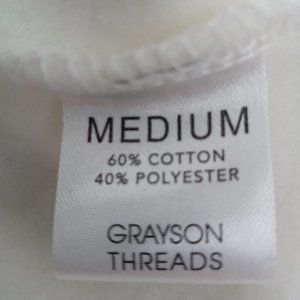 MEDIUM
60% COTTON
40% POLYESTER
GRAYSON
THREADS